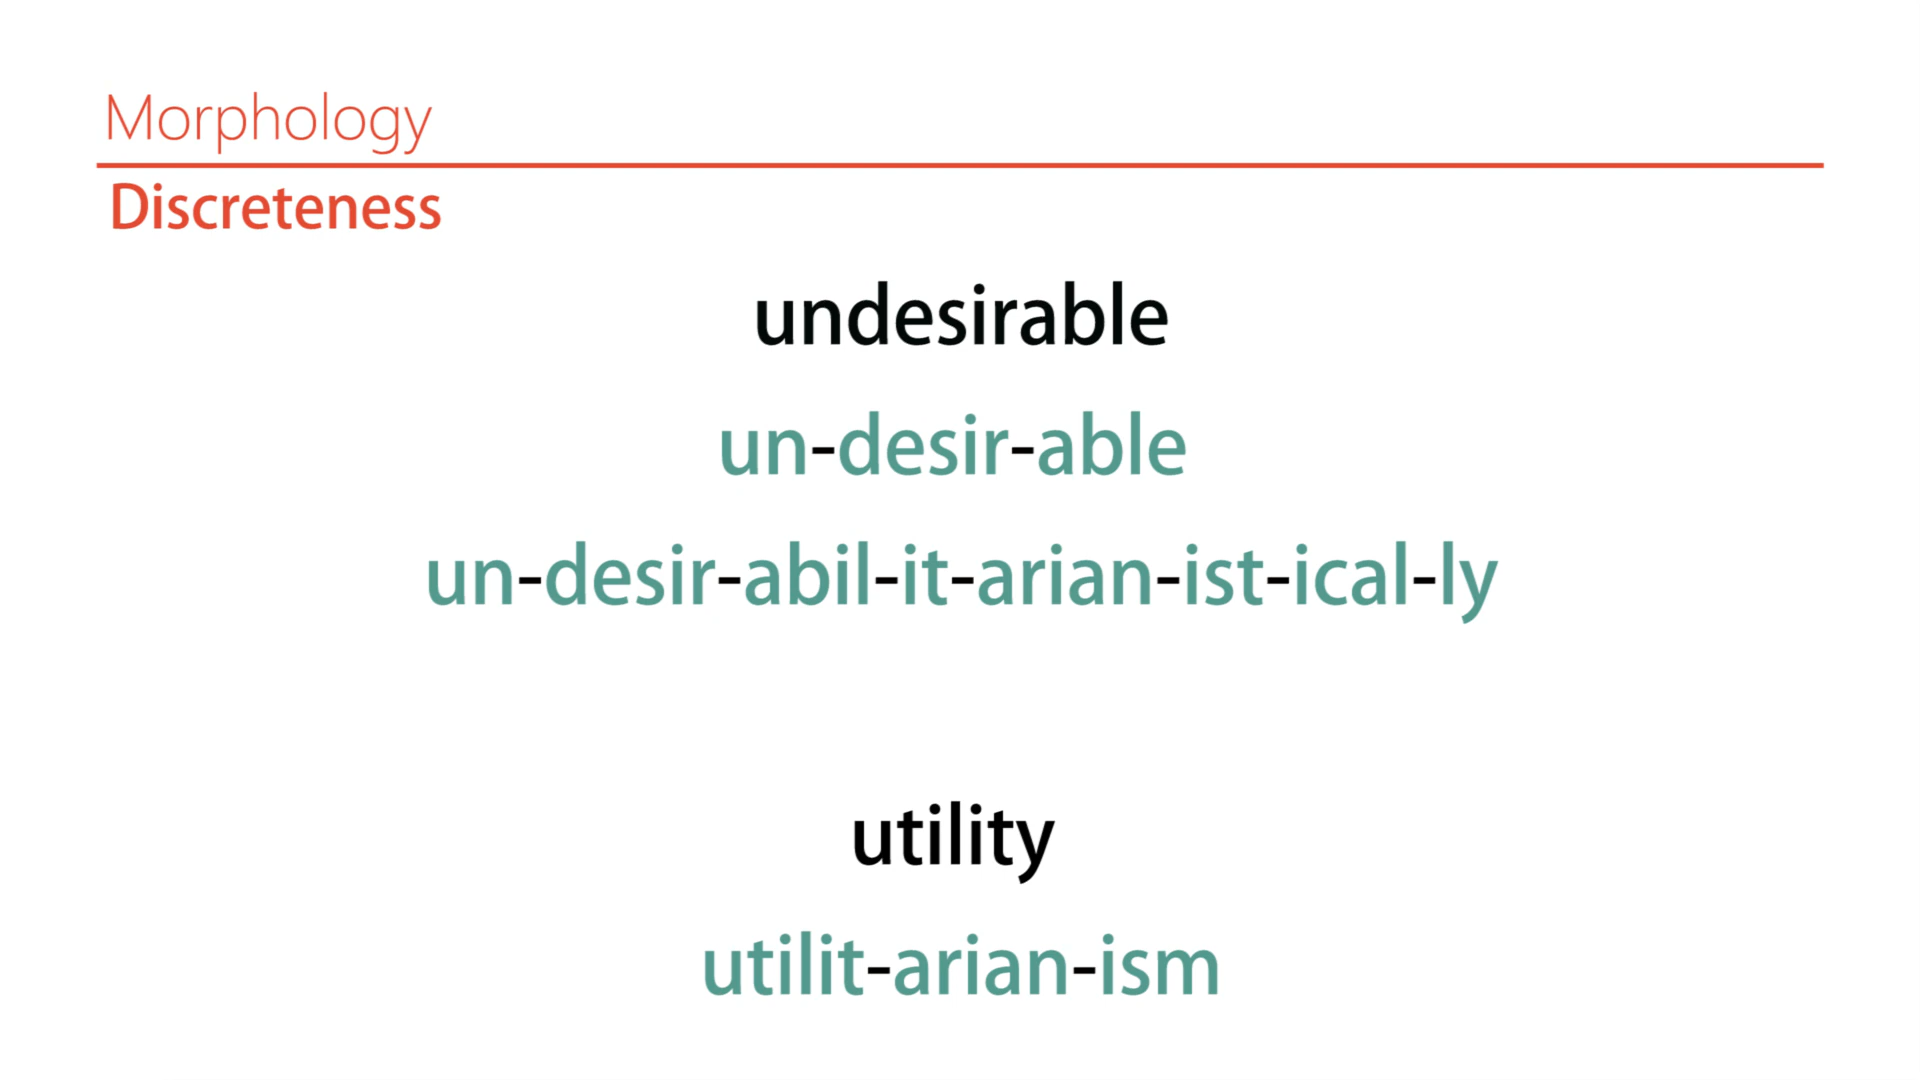 Morphology
Discreteness
undesirable
un-desir-able
un-desir-abil-it-arian-ist-ical-ly
utility
utilit-arian-ism